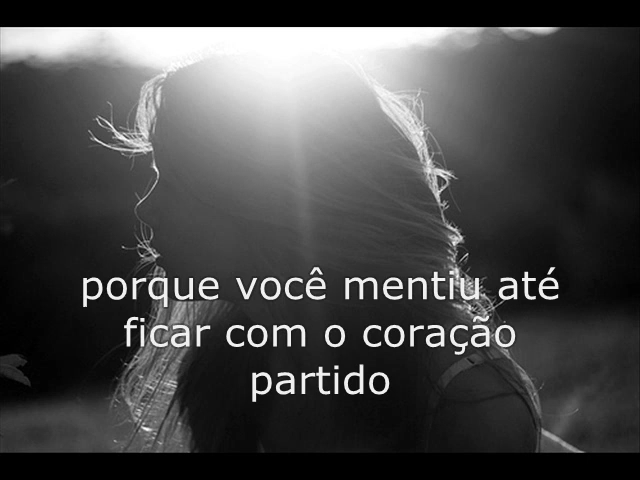 porque você mentiu até
ficar com o coração
partido